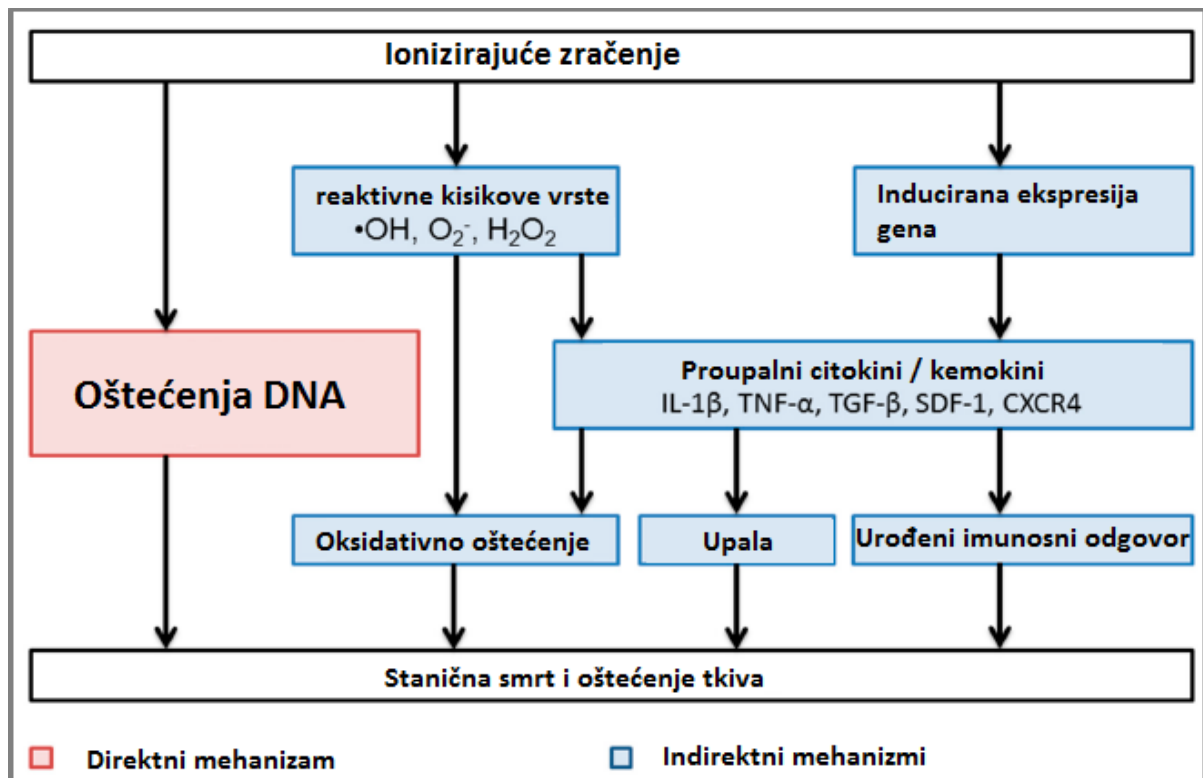 Ionizirajuće zračenje
reaktivne kisikove vrste
•OH, O₂⁻, H₂O₂
Inducirana ekspresija
gena
Oštećenja DNA
Proupalni citokini / kemokini
IL-1β, TNF-α, TGF-β, SDF-1, CXCR4
Oksidativno oštećenje
Upala
Urođeni imunosni odgovor
Stanična smrt i oštećenje tkiva
Direktni mehanizam
Indirektni mehanizmi